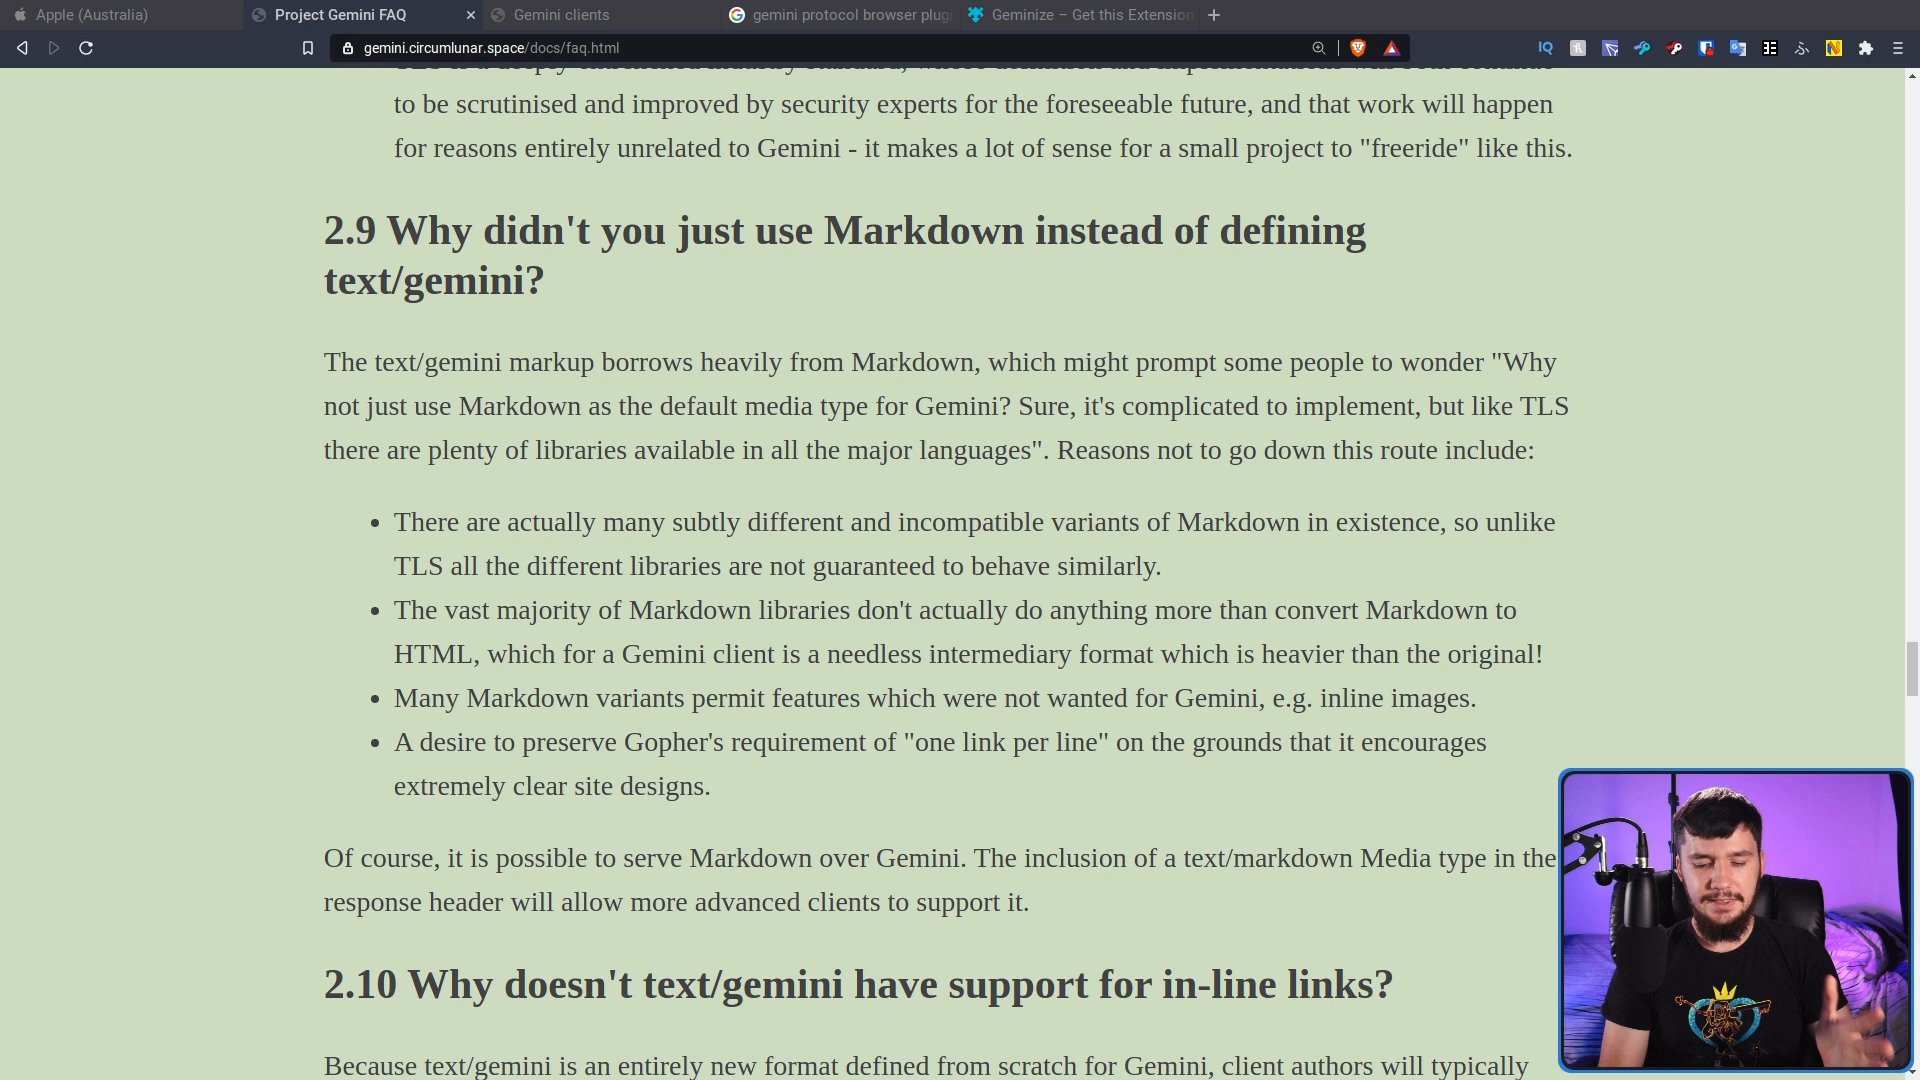 Apple (Australia)
Project Gemini FAQ
Gemini clients
gemini protocol browser plugi
Geminize – Get this Extension
gemini.circumlunar.space/docs/faq.html
IQ
to be scrutinised and improved by security experts for the foreseeable future, and that work will happen
for reasons entirely unrelated to Gemini - it makes a lot of sense for a small project to "freeride" like this.
2.9 Why didn't you just use Markdown instead of defining
text/gemini?
The text/gemini markup borrows heavily from Markdown, which might prompt some people to wonder "Why
not just use Markdown as the default media type for Gemini? Sure, it's complicated to implement, but like TLS
there are plenty of libraries available in all the major languages". Reasons not to go down this route include:
• There are actually many subtly different and incompatible variants of Markdown in existence, so unlike
TLS all the different libraries are not guaranteed to behave similarly.
• The vast majority of Markdown libraries don't actually do anything more than convert Markdown to
HTML, which for a Gemini client is a needless intermediary format which is heavier than the original!
• Many Markdown variants permit features which were not wanted for Gemini, e.g. inline images.
• A desire to preserve Gopher's requirement of "one link per line" on the grounds that it encourages
extremely clear site designs.
Of course, it is possible to serve Markdown over Gemini. The inclusion of a text/markdown Media type in the
response header will allow more advanced clients to support it.
2.10 Why doesn't text/gemini have support for in-line links?
Because text/gemini is an entirely new format defined from scratch for Gemini, client authors will typically